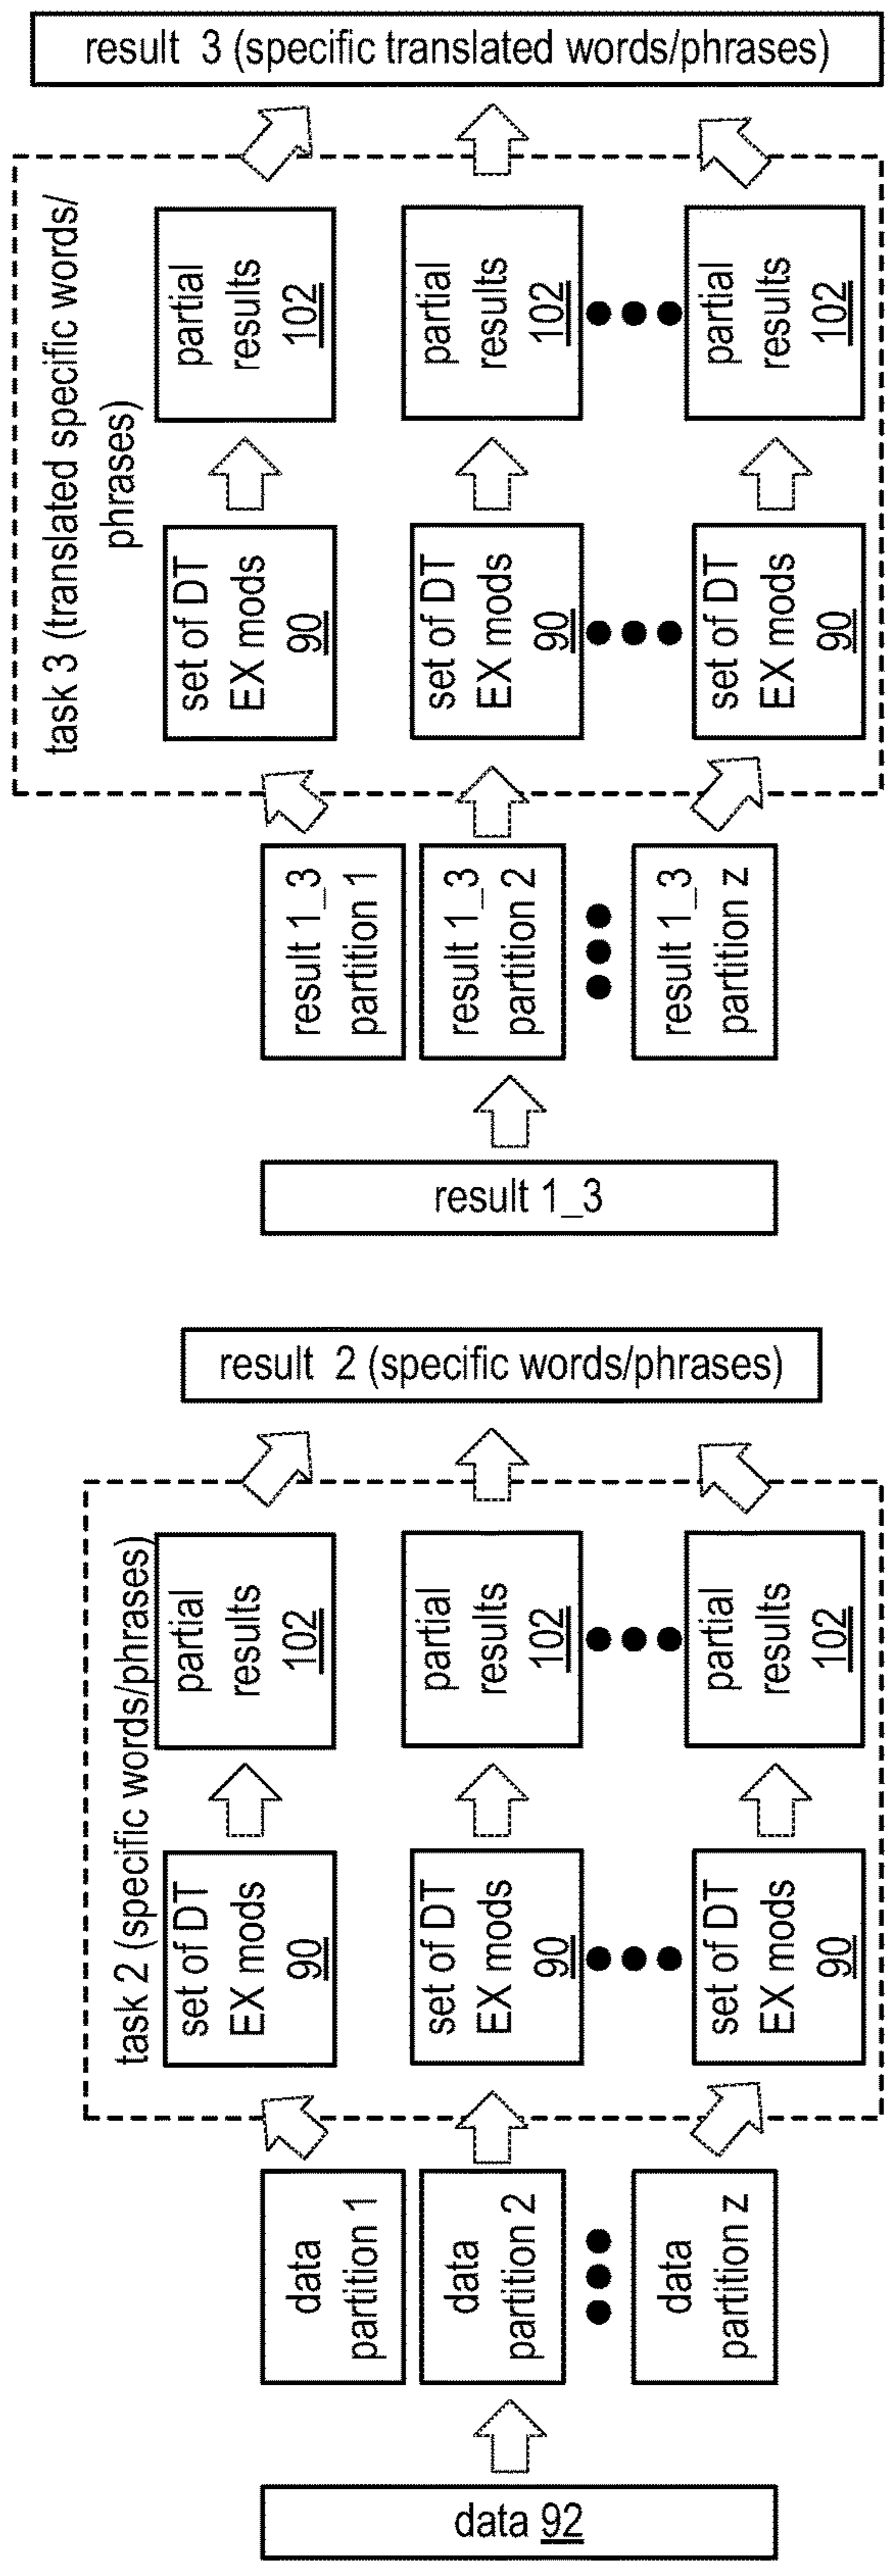 data 92
data
partition 1
data
partition 2
data
partition z
task 2 (specific words/phrases)
set of DT
EX mods
90
set of DT
EX mods
90
set of DT
EX mods
90
partial
results
102
partial
results
102
partial
results
102
result 2 (specific words/phrases)
result 1_3
result 1_3
partition 1
result 1_3
partition 2
result 1_3
partition z
task 3 (translated specific words/
phrases)
set of DT
EX mods
90
set of DT
EX mods
90
set of DT
EX mods
90
partial
results
102
partial
results
102
partial
results
102
result 3 (specific translated words/phrases)